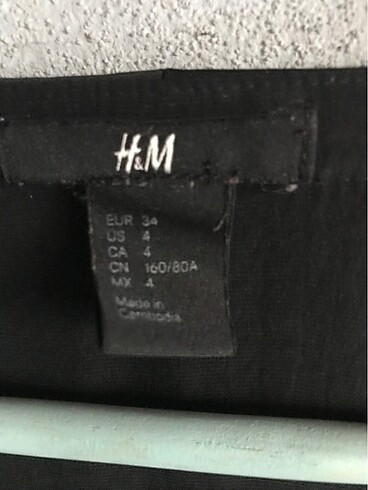 H&M
EUR 34
US 4
CA 4
CN 160/80A
MX 4
Made in
Cambodia